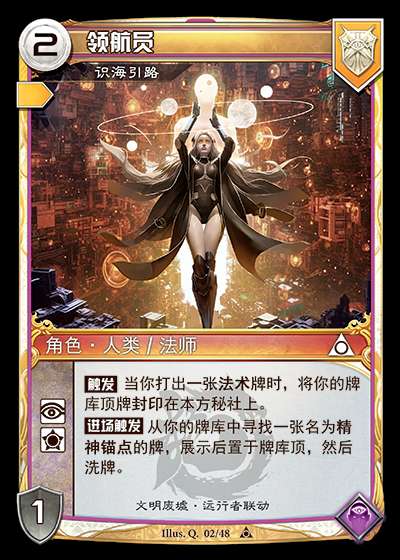 2
领航员
识海引路
角色·人类/法师
触发 当你打出一张法术牌时，将你的牌
库顶牌封印在本方秘社上。
进场触发 从你的牌库中寻找一张名为精
神锚点的牌，展示后置于牌库顶，然后
洗牌。
1
文明废墟·远行者联动
Illus. Q. 02/48